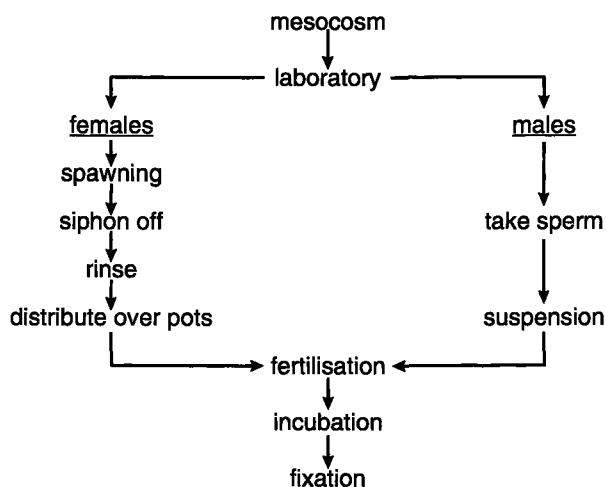 mesocosm
laboratory
females
males
spawning
siphon off
take sperm
rinse
distribute over pots
suspension
fertilisation
incubation
fixation